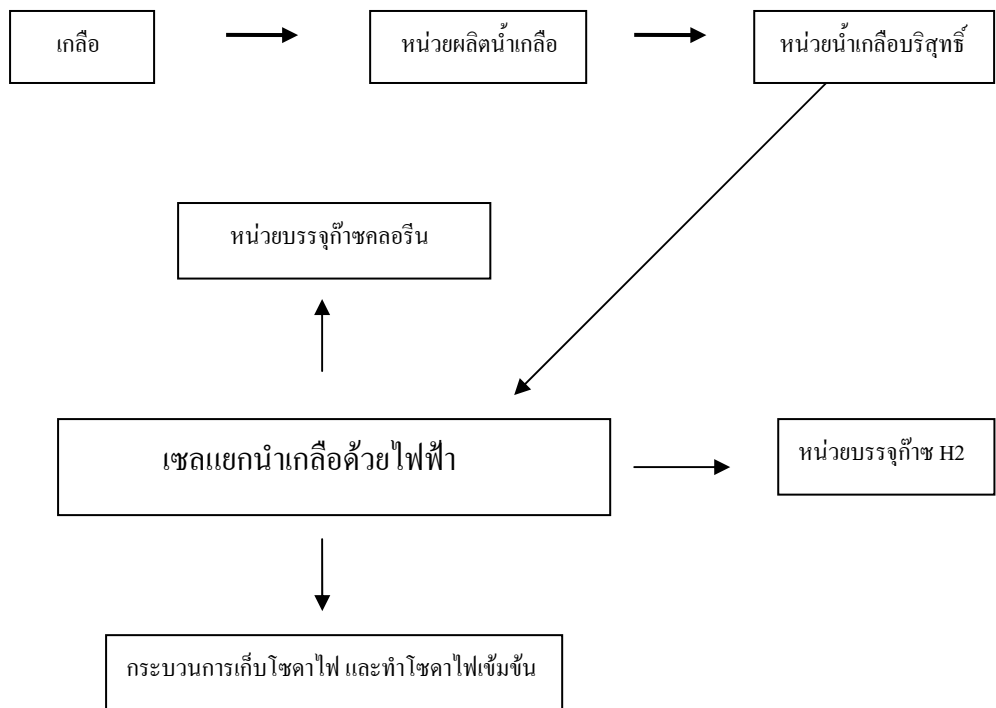 เกลือ
หน่วยผลิตน้ำเกลือ
หน่วยน้ำเกลือบริสุทธิ์
หน่วยบรรจุก๊าซคลอรีน
เซลแยกนำเกลือด้วยไฟฟ้า
หน่วยบรรจุก๊าซ H2
กระบวนการเก็บโซดาไฟ และทำโซดาไฟเข้มข้น